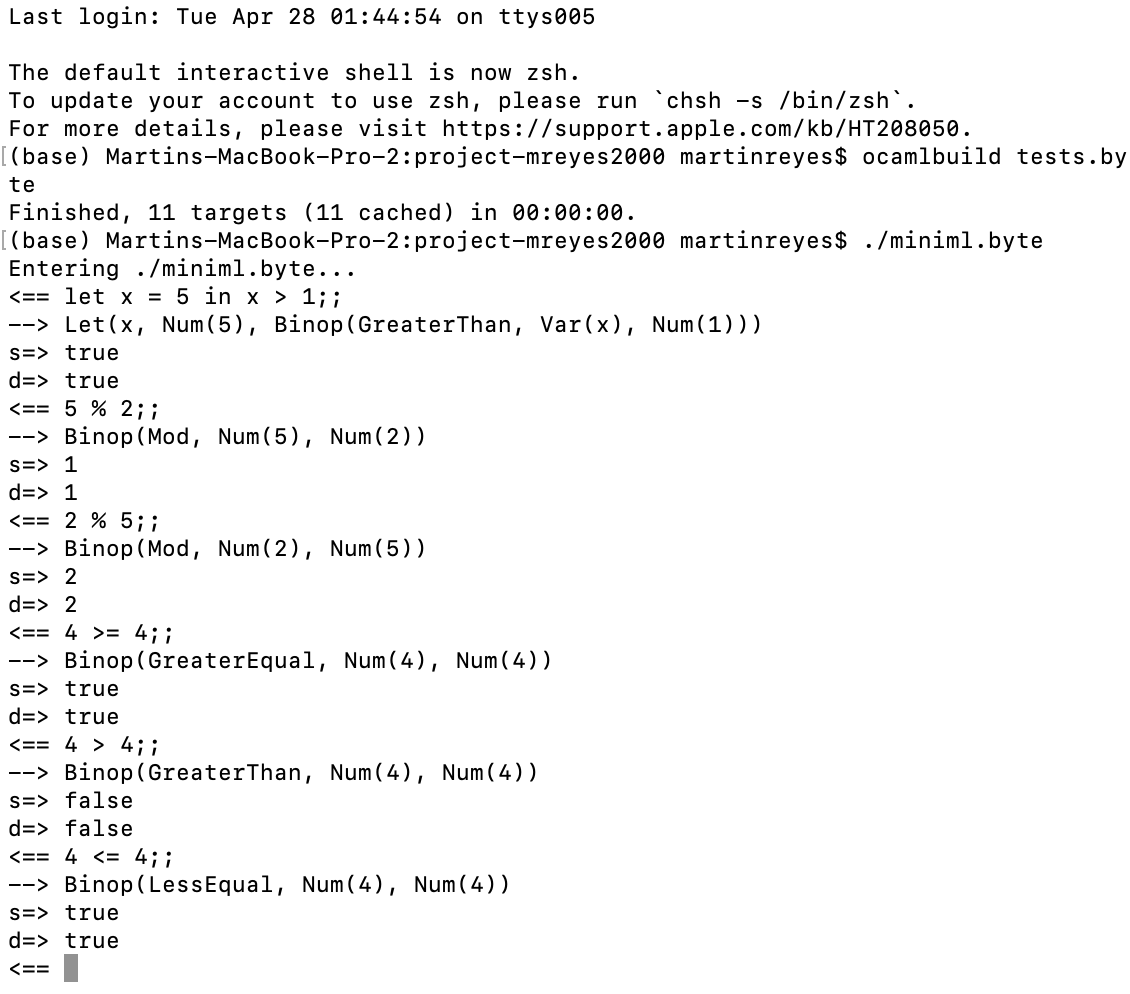 Last login: Tue Apr 28 01:44:54 on ttys005

The default interactive shell is now zsh.
To update your account to use zsh, please run `chsh -s /bin/zsh`.
For more details, please visit https://support.apple.com/kb/HT208050.
[(base) Martins-MacBook-Pro-2:project-mreyes2000 martinreyes$ ocamlbuild tests.by
te
Finished, 11 targets (11 cached) in 00:00:00.
[(base) Martins-MacBook-Pro-2:project-mreyes2000 martinreyes$ ./miniml.byte
Entering ./miniml.byte...
<== let x = 5 in x > 1;;
--> Let(x, Num(5), Binop(GreaterThan, Var(x), Num(1)))
s=> true
d=> true
<== 5 % 2;;
--> Binop(Mod, Num(5), Num(2))
s=> 1
d=> 1
<== 2 % 5;;
--> Binop(Mod, Num(2), Num(5))
s=> 2
d=> 2
<== 4 >= 4;;
--> Binop(GreaterEqual, Num(4), Num(4))
s=> true
d=> true
<== 4 > 4;;
--> Binop(GreaterThan, Num(4), Num(4))
s=> false
d=> false
<== 4 <= 4;;
--> Binop(LessEqual, Num(4), Num(4))
s=> true
d=> true
<==